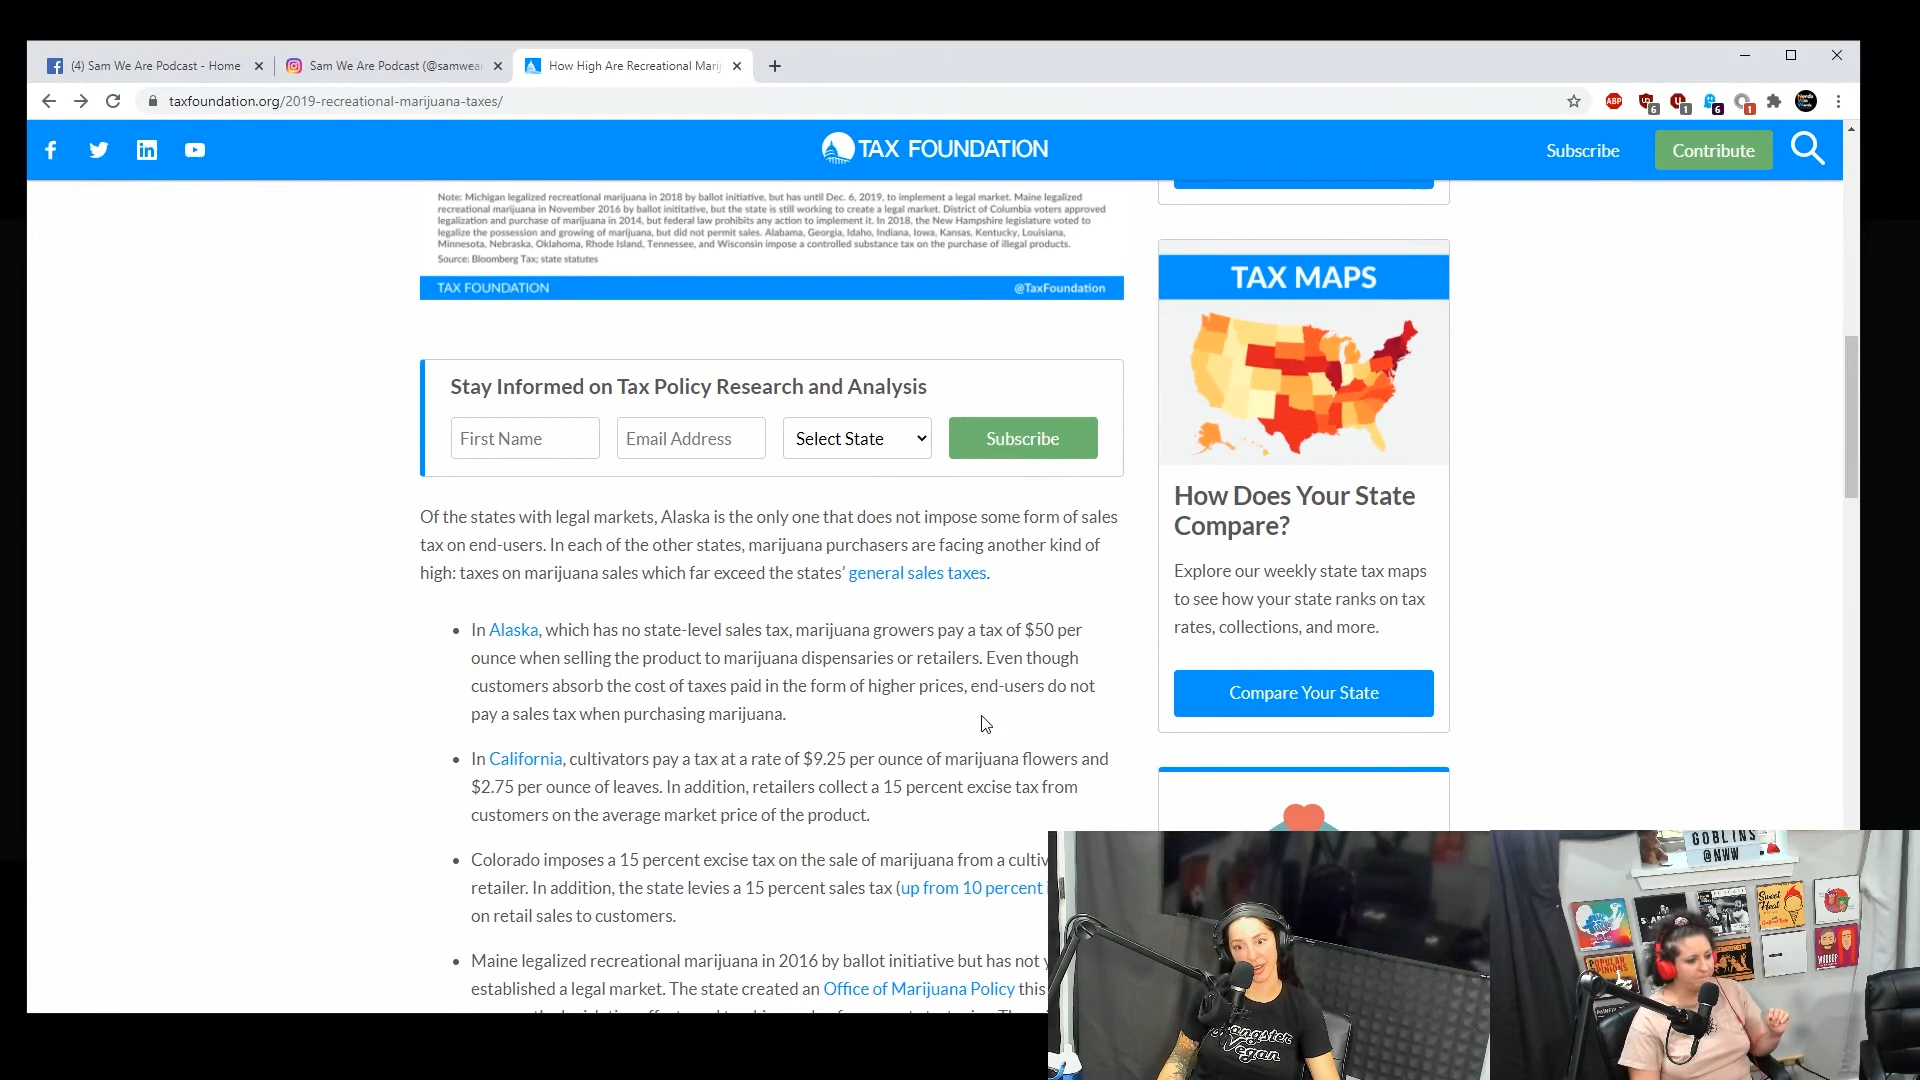 (4) Sam We Are Podcast - Home
Sam We Are Podcast (@samwear
How High Are Recreational Marij
taxfoundation.org/2019-recreational-marijuana-taxes/
ABP
6
1
6
1
TAX FOUNDATION
Subscribe
Contribute
Note: Michigan legalized recreational marijuana in 2018 by ballot initiative, but has until Dec. 6, 2019, to implement a legal market. Maine legalized
recreational marijuana in November 2016 by ballot inititative, but the state is still working to create a legal market. District of Columbia voters approved
legalization and purchase of marijuana in 2014, but federal law prohibits any action to implement it. In 2018, the New Hampshire legislature voted to
legalize the possession and growing of marijuana, but did not permit sales. Alabama, Georgia, Idaho, Indiana, Iowa, Kansas, Kentucky, Louisiana,
Minnesota, Nebraska, Oklahoma, Rhode Island, Tennessee, and Wisconsin impose a controlled substance tax on the purchase of illegal products.
Source: Bloomberg Tax; state statutes
TAX FOUNDATION
@TaxFoundation
Stay Informed on Tax Policy Research and Analysis
First Name
Email Address
Select State
Subscribe
Of the states with legal markets, Alaska is the only one that does not impose some form of sales
tax on end-users. In each of the other states, marijuana purchasers are facing another kind of
high: taxes on marijuana sales which far exceed the states’ general sales taxes.
• In Alaska, which has no state-level sales tax, marijuana growers pay a tax of $50 per
ounce when selling the product to marijuana dispensaries or retailers. Even though
customers absorb the cost of taxes paid in the form of higher prices, end-users do not
pay a sales tax when purchasing marijuana.
• In California, cultivators pay a tax at a rate of $9.25 per ounce of marijuana flowers and
$2.75 per ounce of leaves. In addition, retailers collect a 15 percent excise tax from
customers on the average market price of the product.
• Colorado imposes a 15 percent excise tax on the sale of marijuana from a cultiv
retailer. In addition, the state levies a 15 percent sales tax (up from 10 percent
on retail sales to customers.
• Maine legalized recreational marijuana in 2016 by ballot initiative but has not y
established a legal market. The state created an Office of Marijuana Policy this
TAX MAPS
How Does Your State
Compare?
Explore our weekly state tax maps
to see how your state ranks on tax
rates, collections, and more.
Compare Your State
Gangster
Vegan
GOBLINS
@NWW
Sweet
Heat
POPULAR
OPINIONS